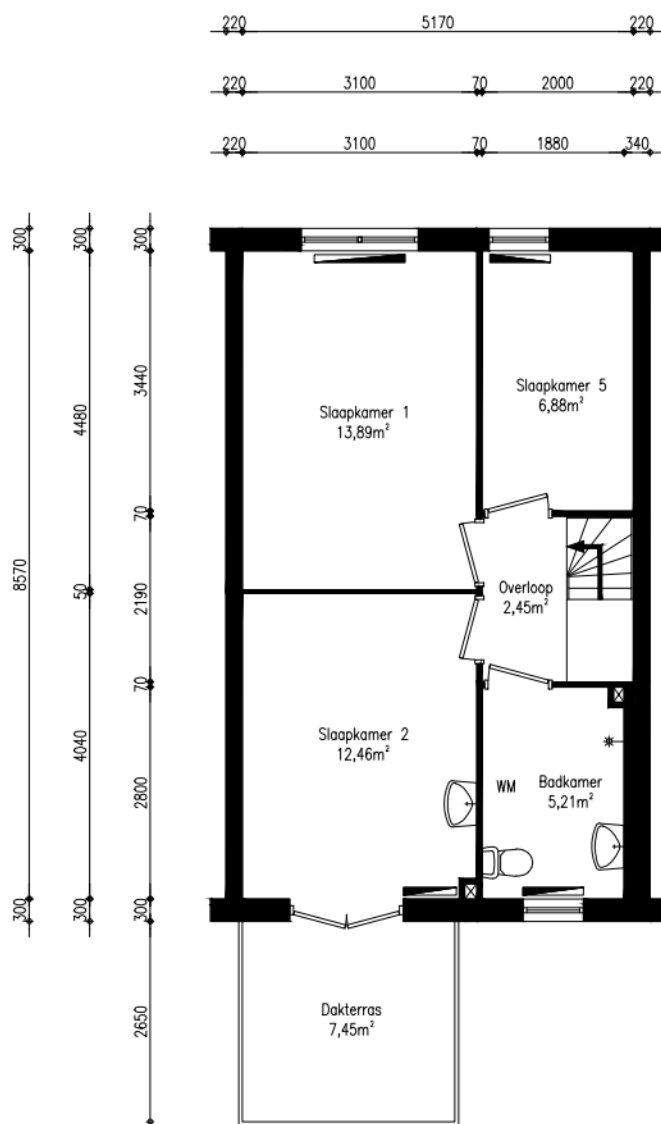 220 5170 220
220 3100 70 2000 220
220 3100 70 1880 340
300 300 300
3440
4480
70
8570
50
2190
70
4040
2800
300 300 300
2650
Slaapkamer 1
13,89m²
Slaapkamer 5
6,88m²
Overloop
2,45m²
Slaapkamer 2
12,46m²
WM
Badkamer
5,21m²
Dakterras
7,45m²